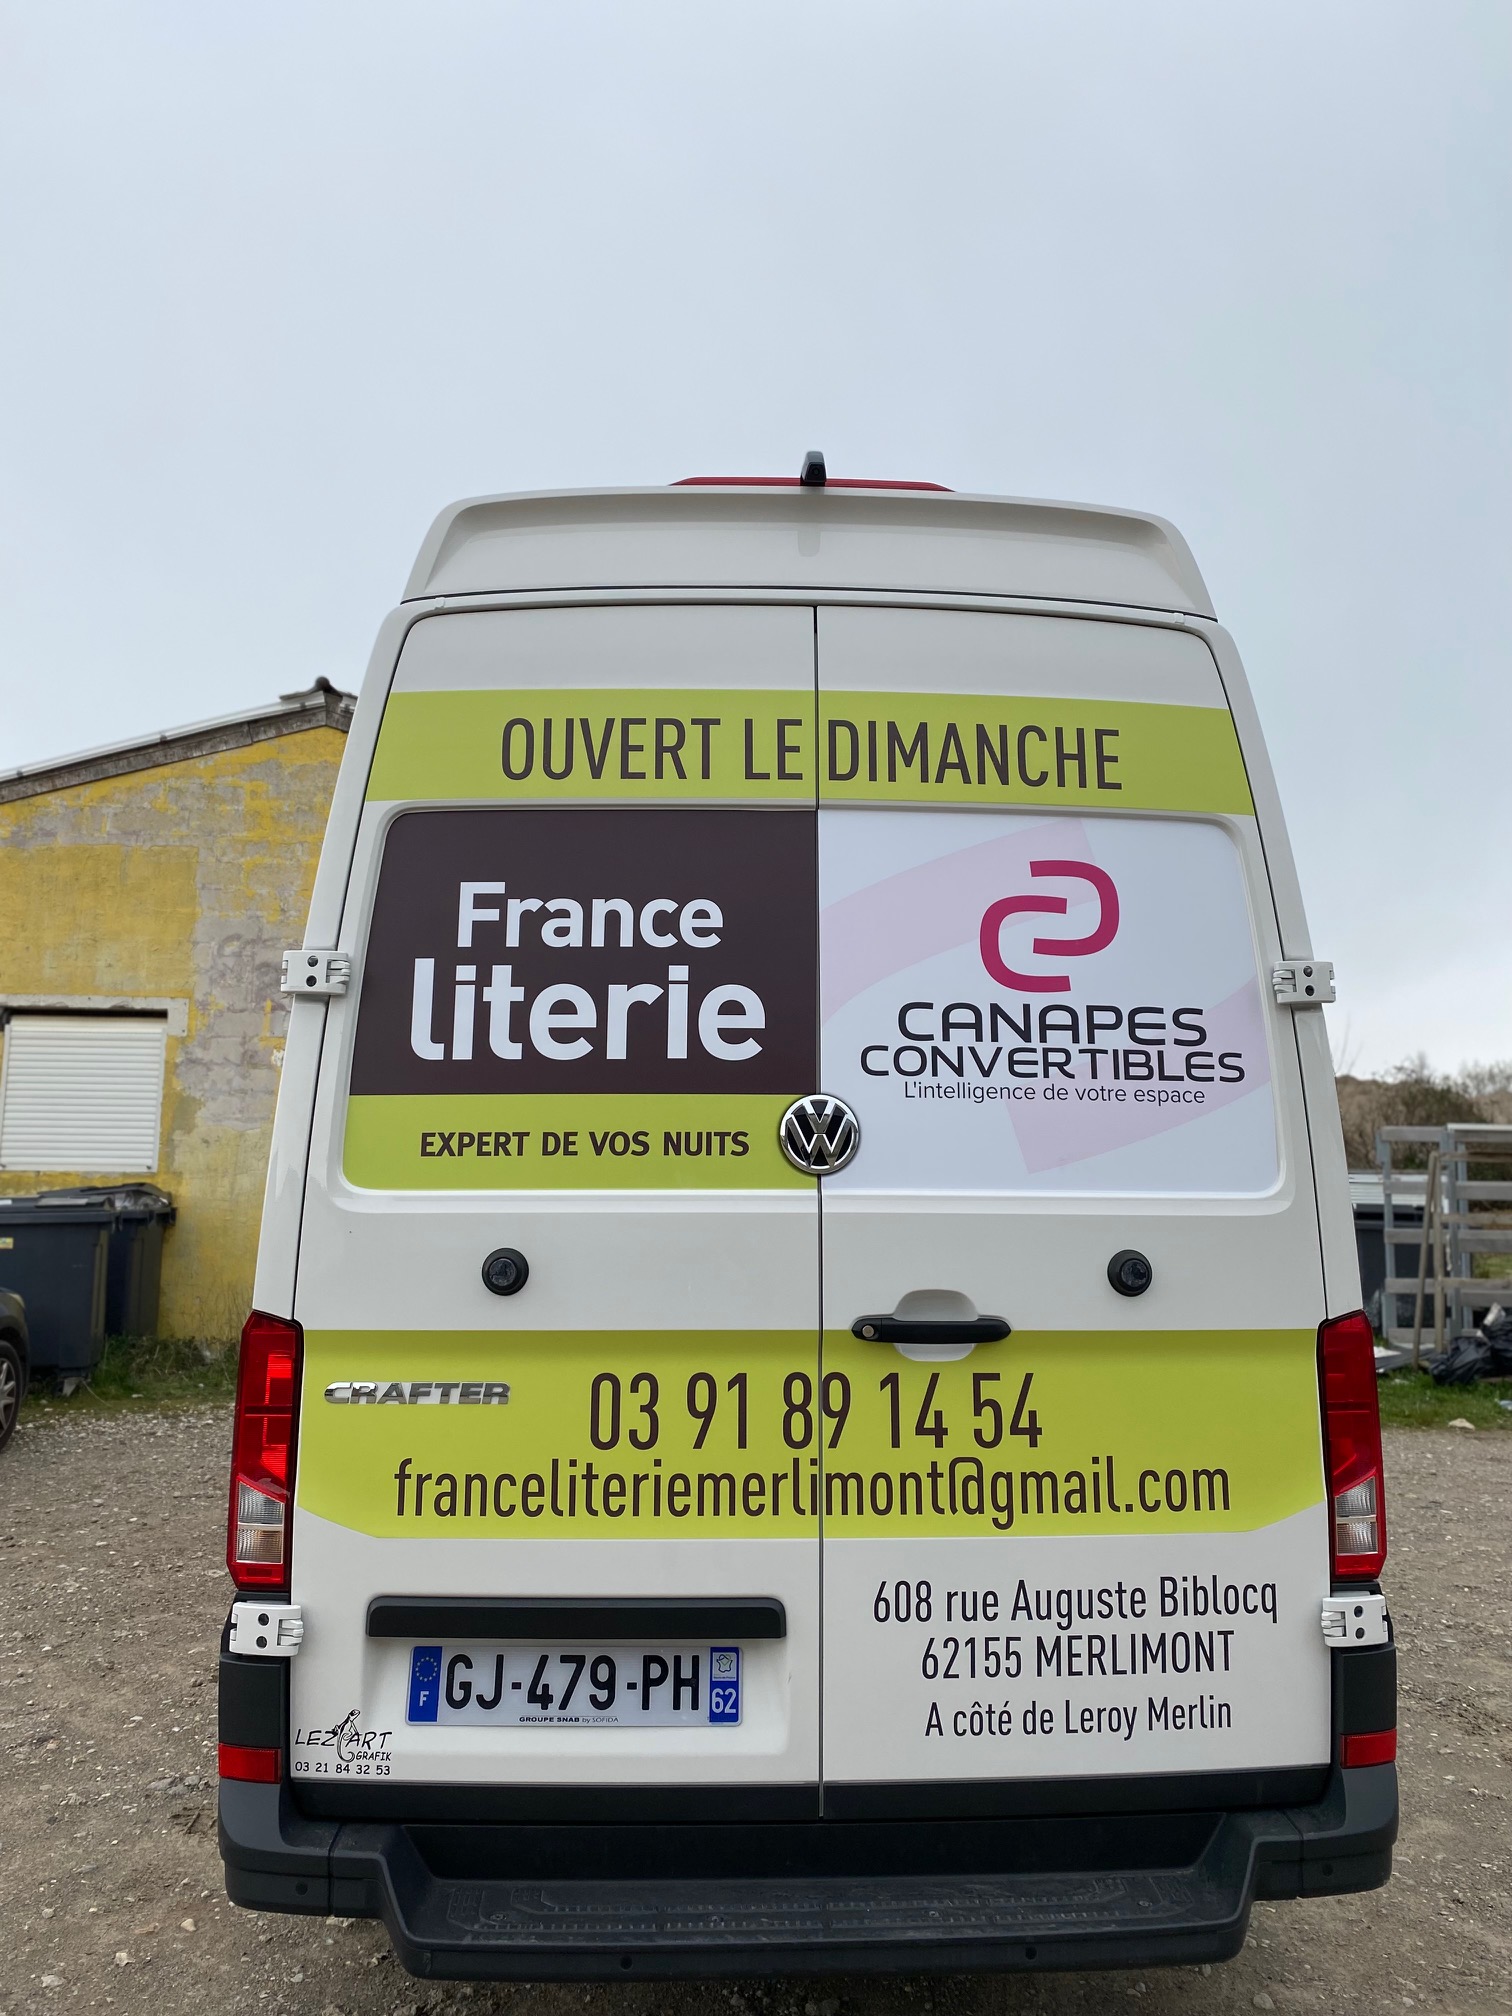 OUVERT LE DIMANCHE
France
literie
EXPERT DE VOS NUITS
CANAPES
CONVERTIBLES
L'intelligence de votre espace
CRAFTER
03 91 89 14 54
franceliteriemerlimont@gmail.com
608 rue Auguste Biblocq
62155 MERLIMONT
A côté de Leroy Merlin
F GJ-479-PH 62
GROUPE SNAB by SOFIDA
LEZ'ART
GRAFIK
03 21 84 32 53